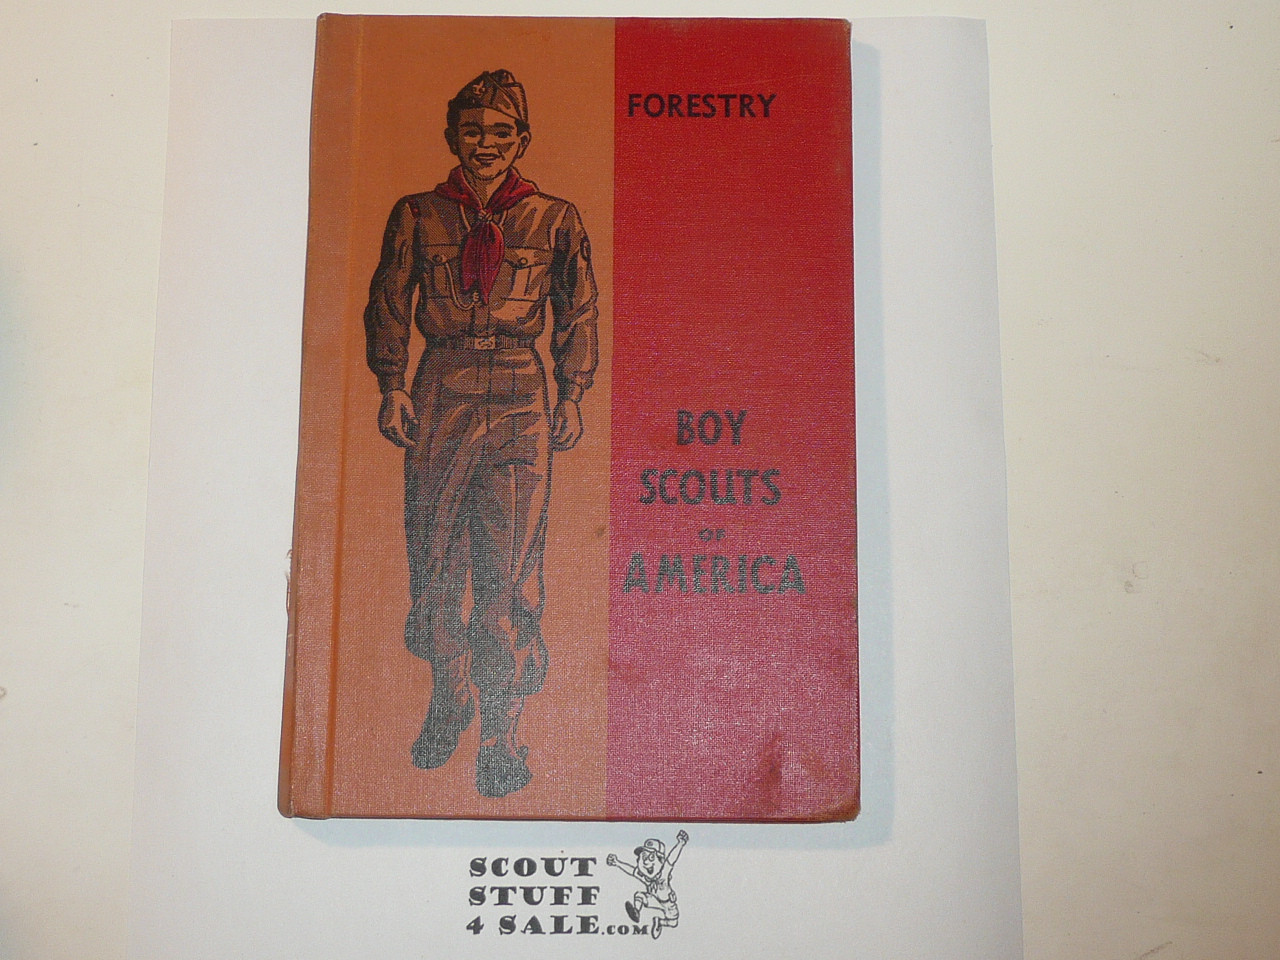 FORESTRY
BOY
SCOUTS
OF
AMERICA
SCOUT
STUFF
4 SALE.COM